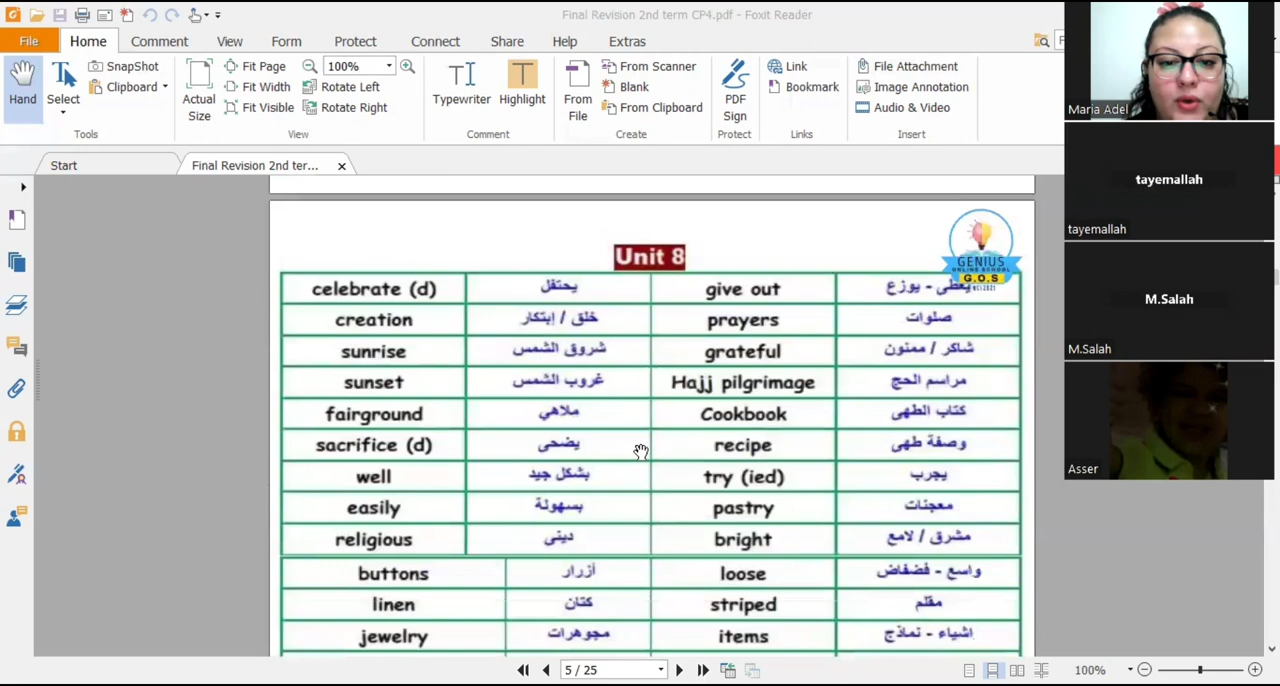 Final Revision 2nd term CP4.pdf - Foxit Reader
File Home Comment View Form Protect Connect Share Help Extras
Hand
Select
SnapShot
Clipboard
Actual Size
Fit Page
Fit Width
Fit Visible
100%
Rotate Left
Rotate Right
Typewriter
Highlight
From File
From Scanner
Blank
From Clipboard
PDF Sign
Link
Bookmark
File Attachment
Image Annotation
Audio & Video
Tools View Comment Create Protect Links Insert
Start Final Revision 2nd ter...
Unit 8
GENIUS
ONLINE SCHOOL
G.O.S
celebrate (d) يحتفل give out يعطى - يوزع
creation خلق / إبتكار prayers صلوات
sunrise شروق الشمس grateful شاكر / ممنون
sunset غروب الشمس Hajj pilgrimage مراسم الحج
fairground ملاهي Cookbook كتاب الطهى
sacrifice (d) يضحى recipe وصفة طهى
well بشكل جيد try (ied) يجرب
easily بسهولة pastry معجنات
religious دينى bright مشرق / لامع
buttons أزرار loose واسع - فضفاض
linen كتان striped مقلم
jewelry مجوهرات items اشياء - نماذج
5 / 25
100%
Maria Adel
tayemallah
tayemallah
M.Salah
M.Salah
Asser